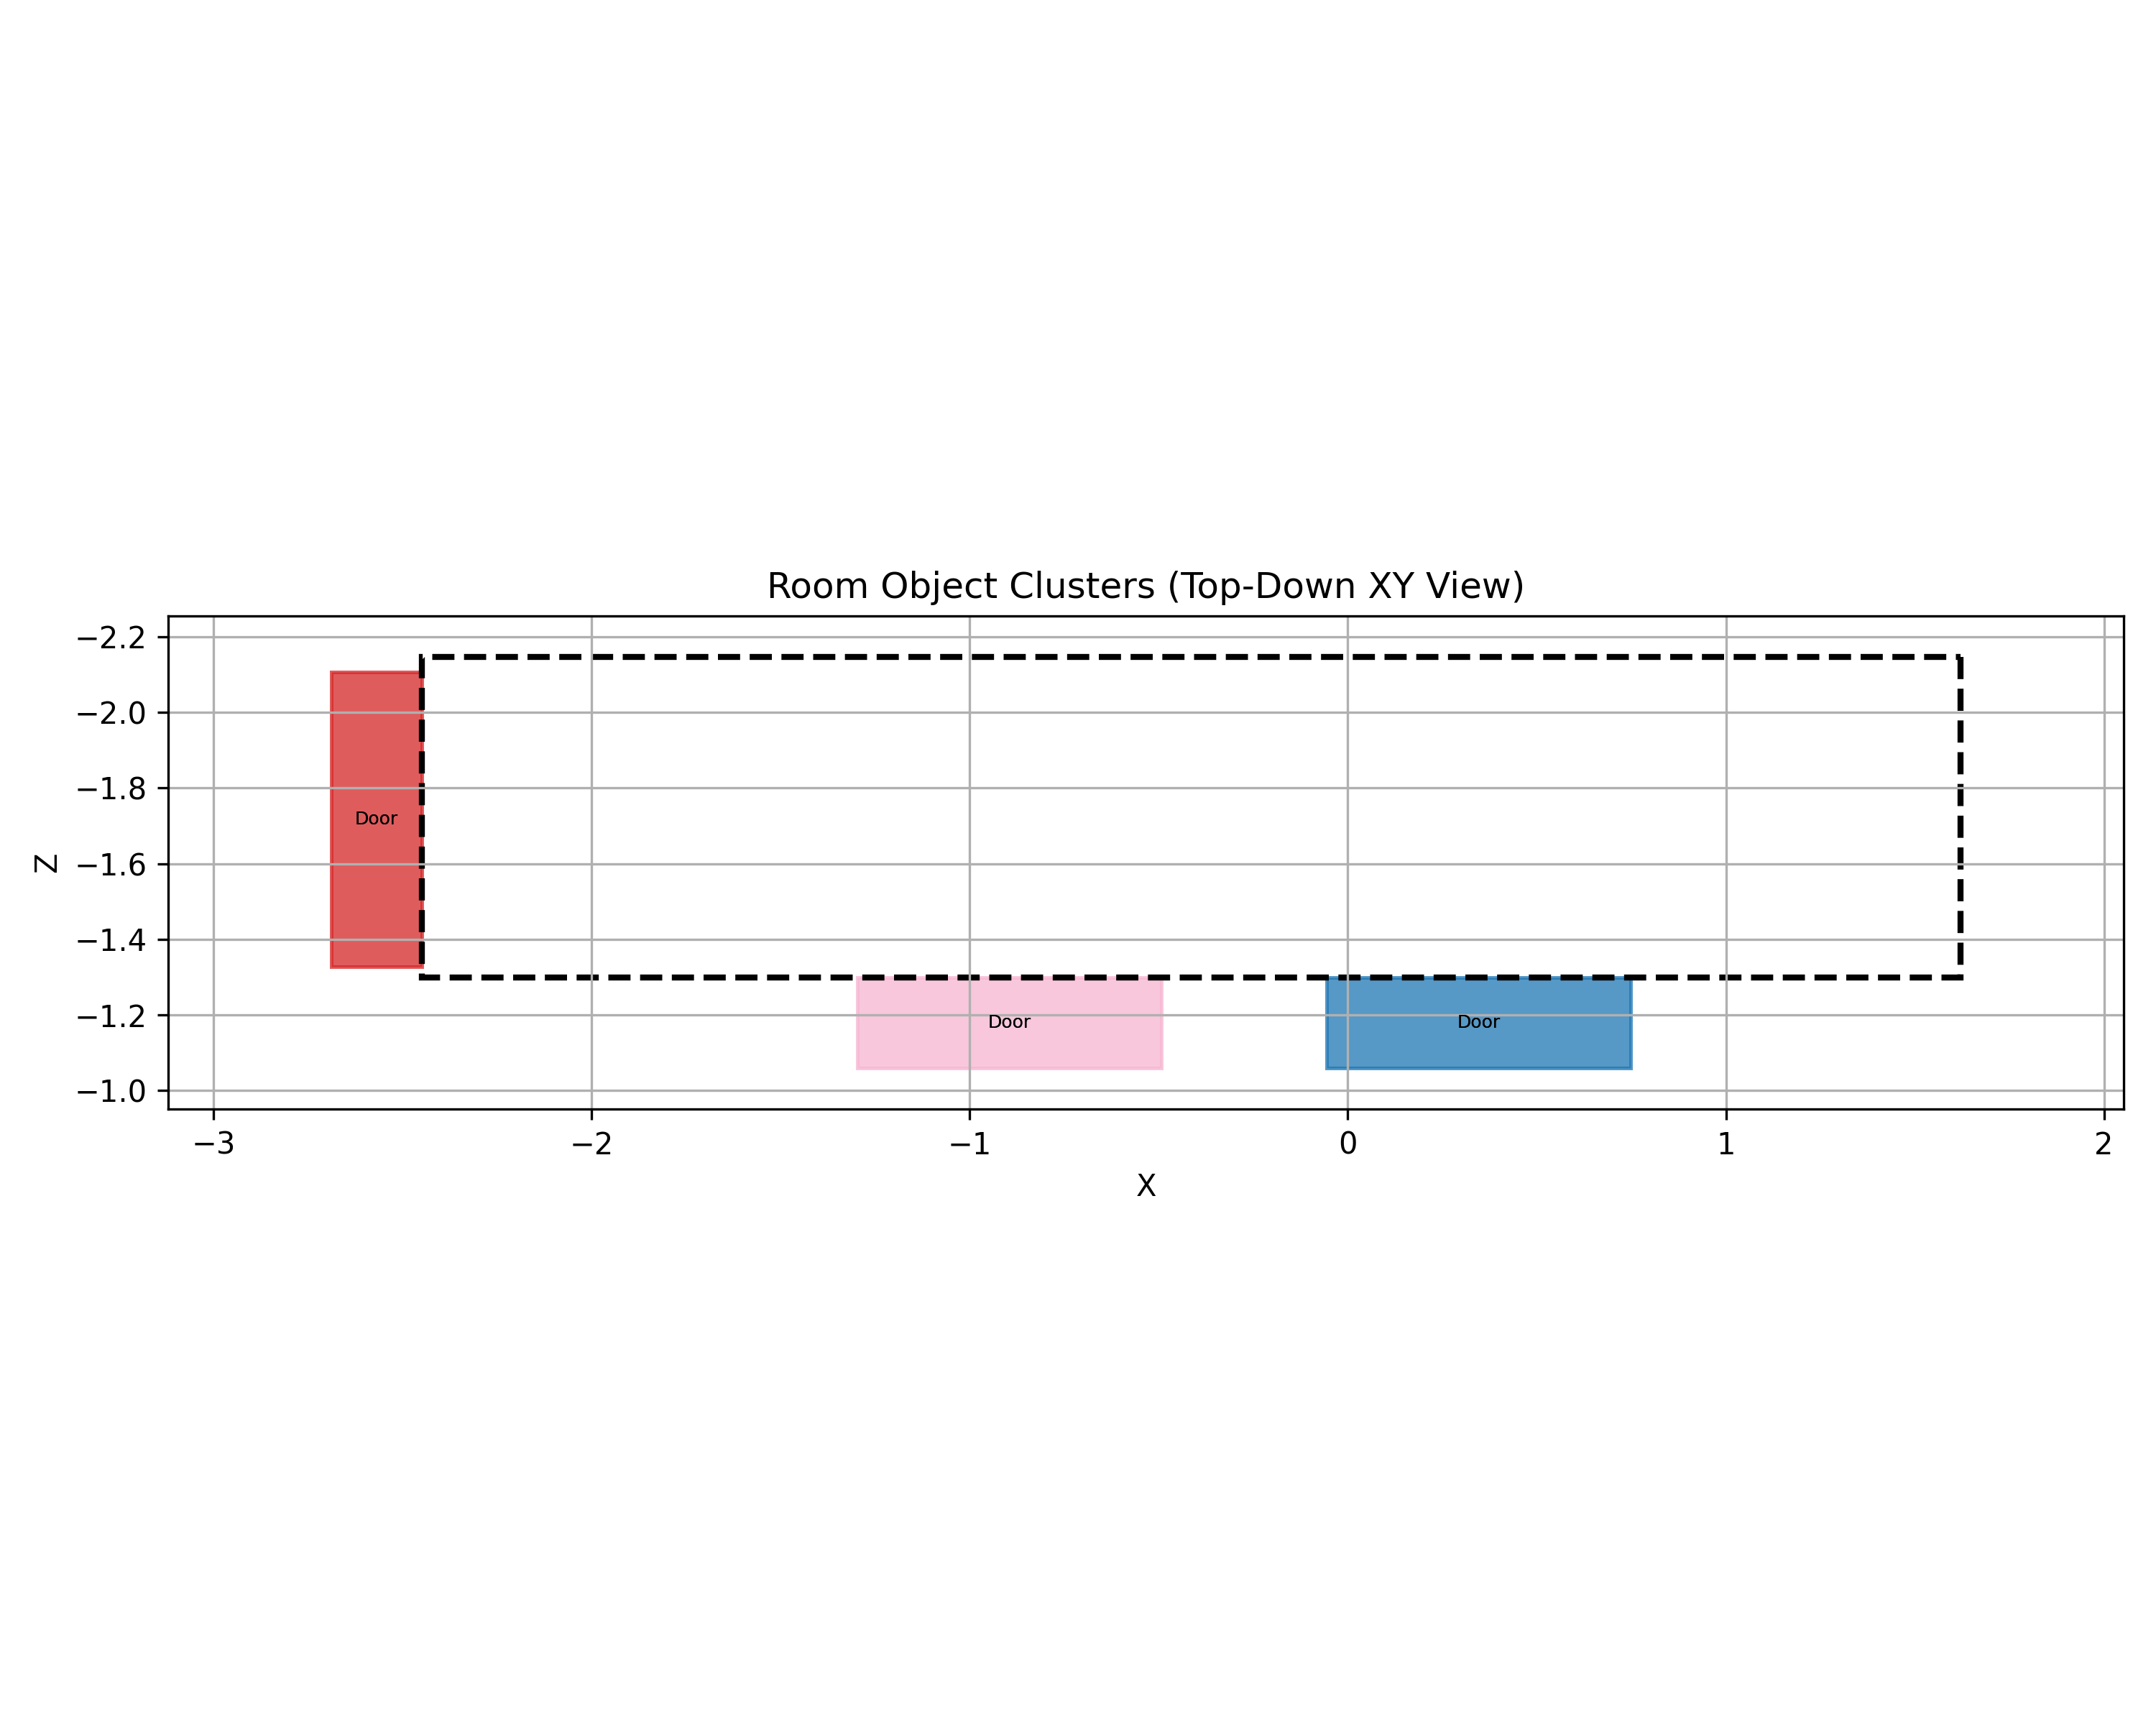 Room Object Clusters (Top-Down XY View)
−2.2
−2.0
−1.8
−1.6
−1.4
−1.2
−1.0
Z
Door
Door
Door
−3
−2
−1
0
1
2
X